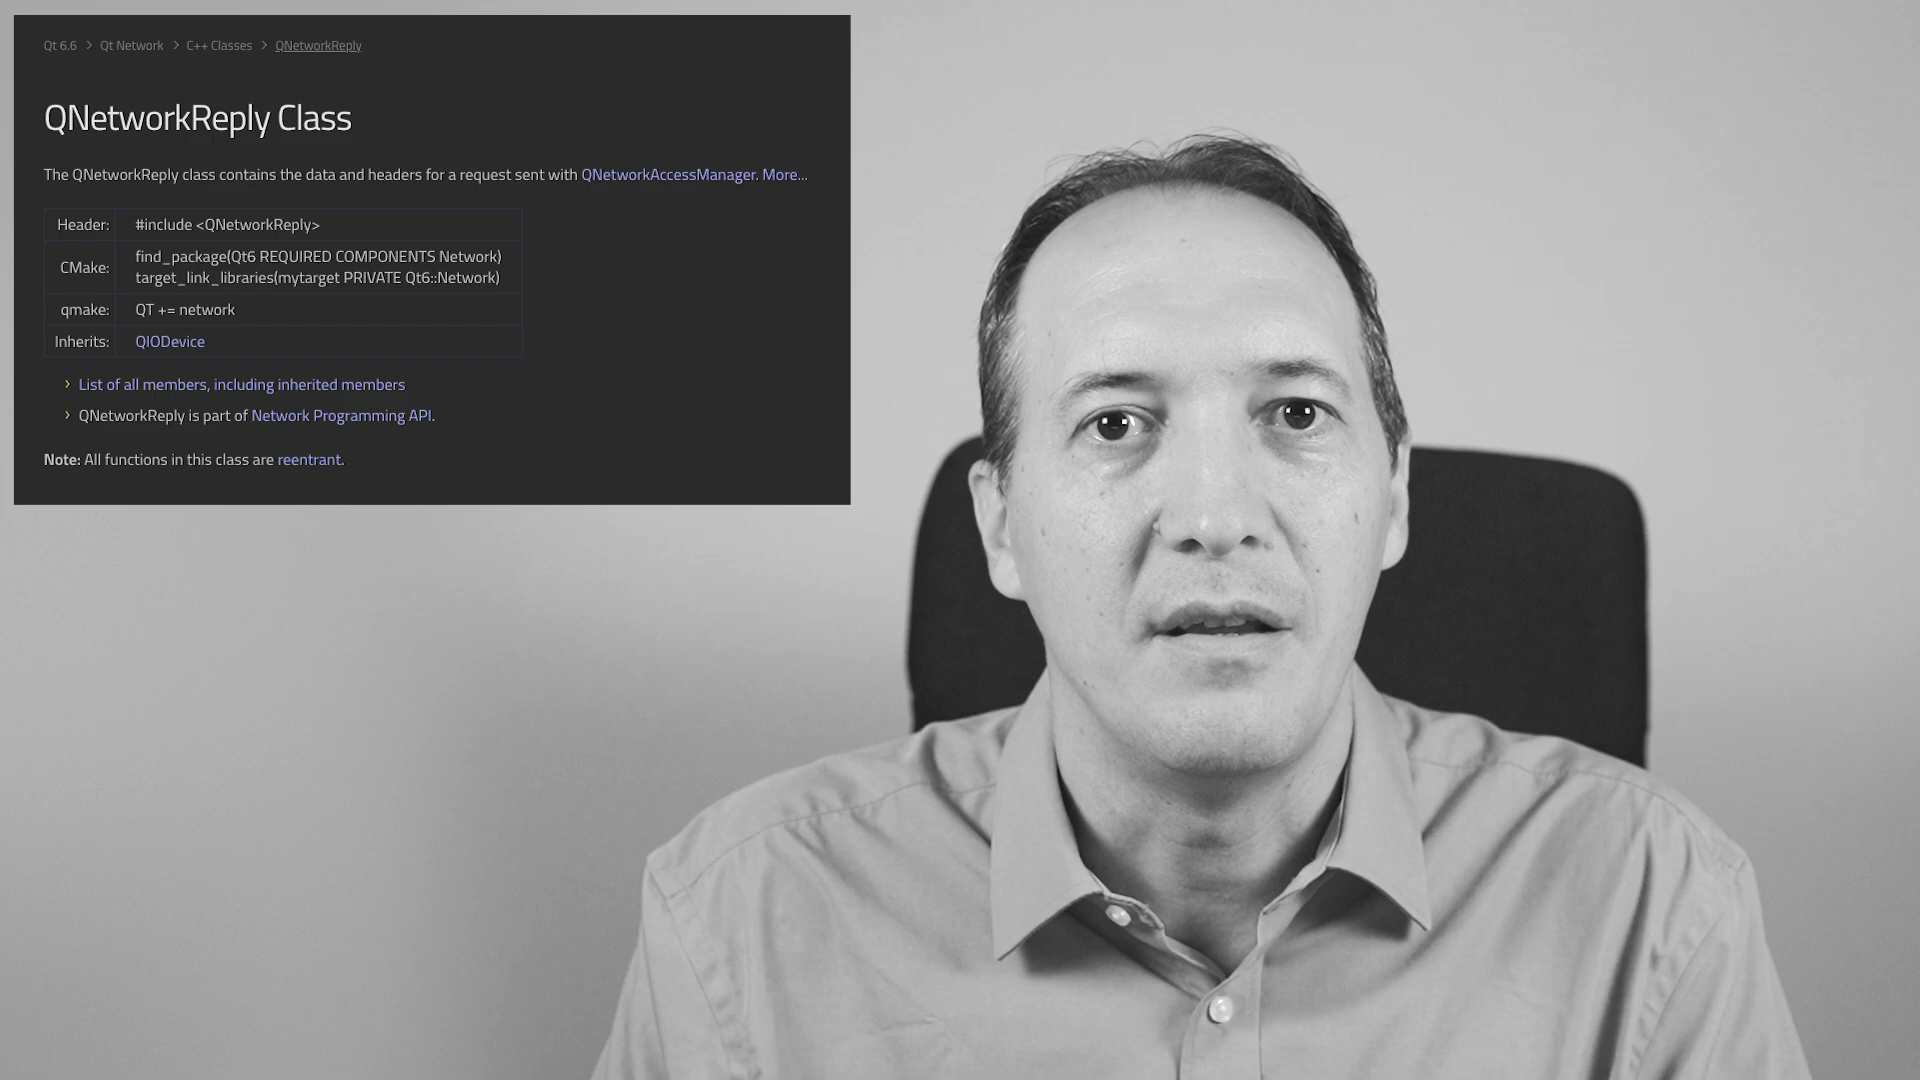 Qt 6.6 > Qt Network > C++ Classes > QNetworkReply
QNetworkReply Class
The QNetworkReply class contains the data and headers for a request sent with QNetworkAccessManager. More...
Header: #include <QNetworkReply>
CMake: find_package(Qt6 REQUIRED COMPONENTS Network)
target_link_libraries(mytarget PRIVATE Qt6::Network)
qmake: QT += network
Inherits: QIODevice
› List of all members, including inherited members
› QNetworkReply is part of Network Programming API.
Note: All functions in this class are reentrant.